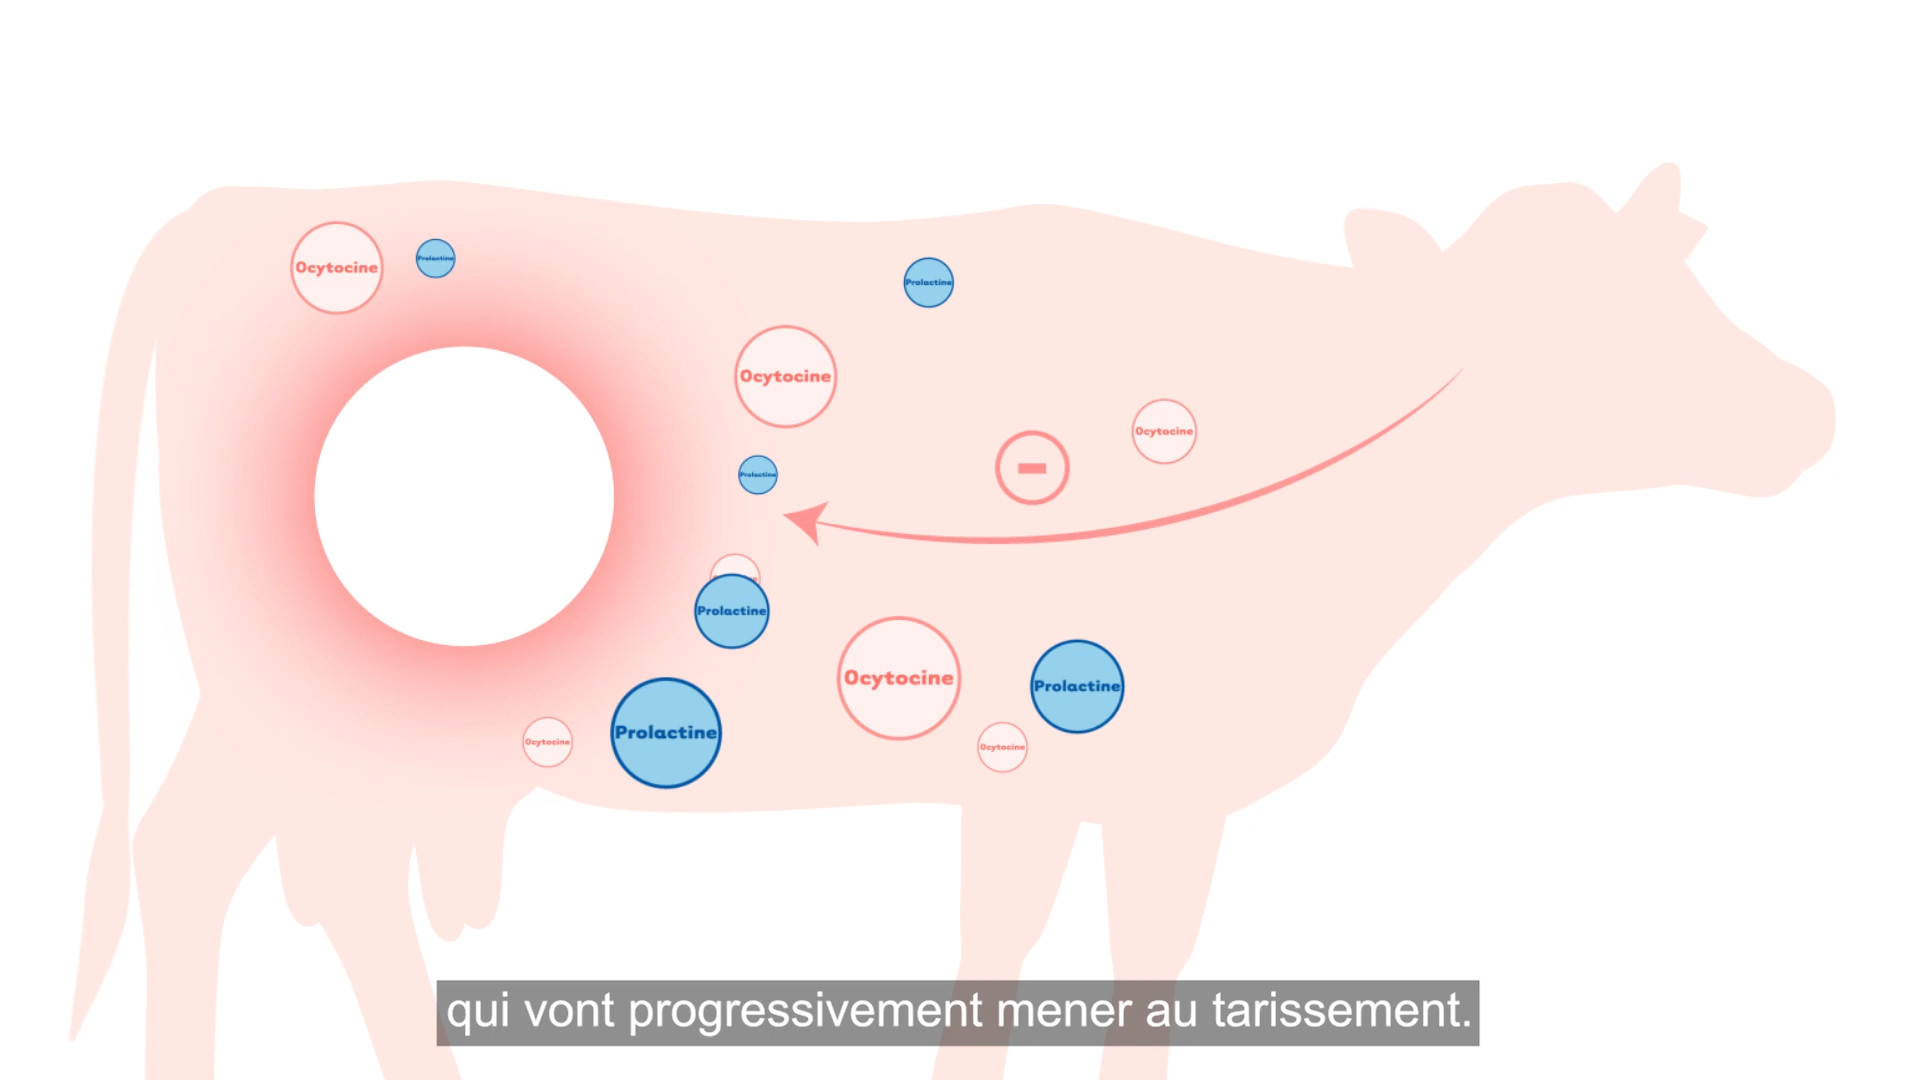 Ocytocine
Prolactine
Prolactine
Ocytocine
Ocytocine
Prolactine
Prolactine
Ocytocine
Prolactine
Prolactine
Ocytocine
Ocytocine
qui vont progressivement mener au tarissement.